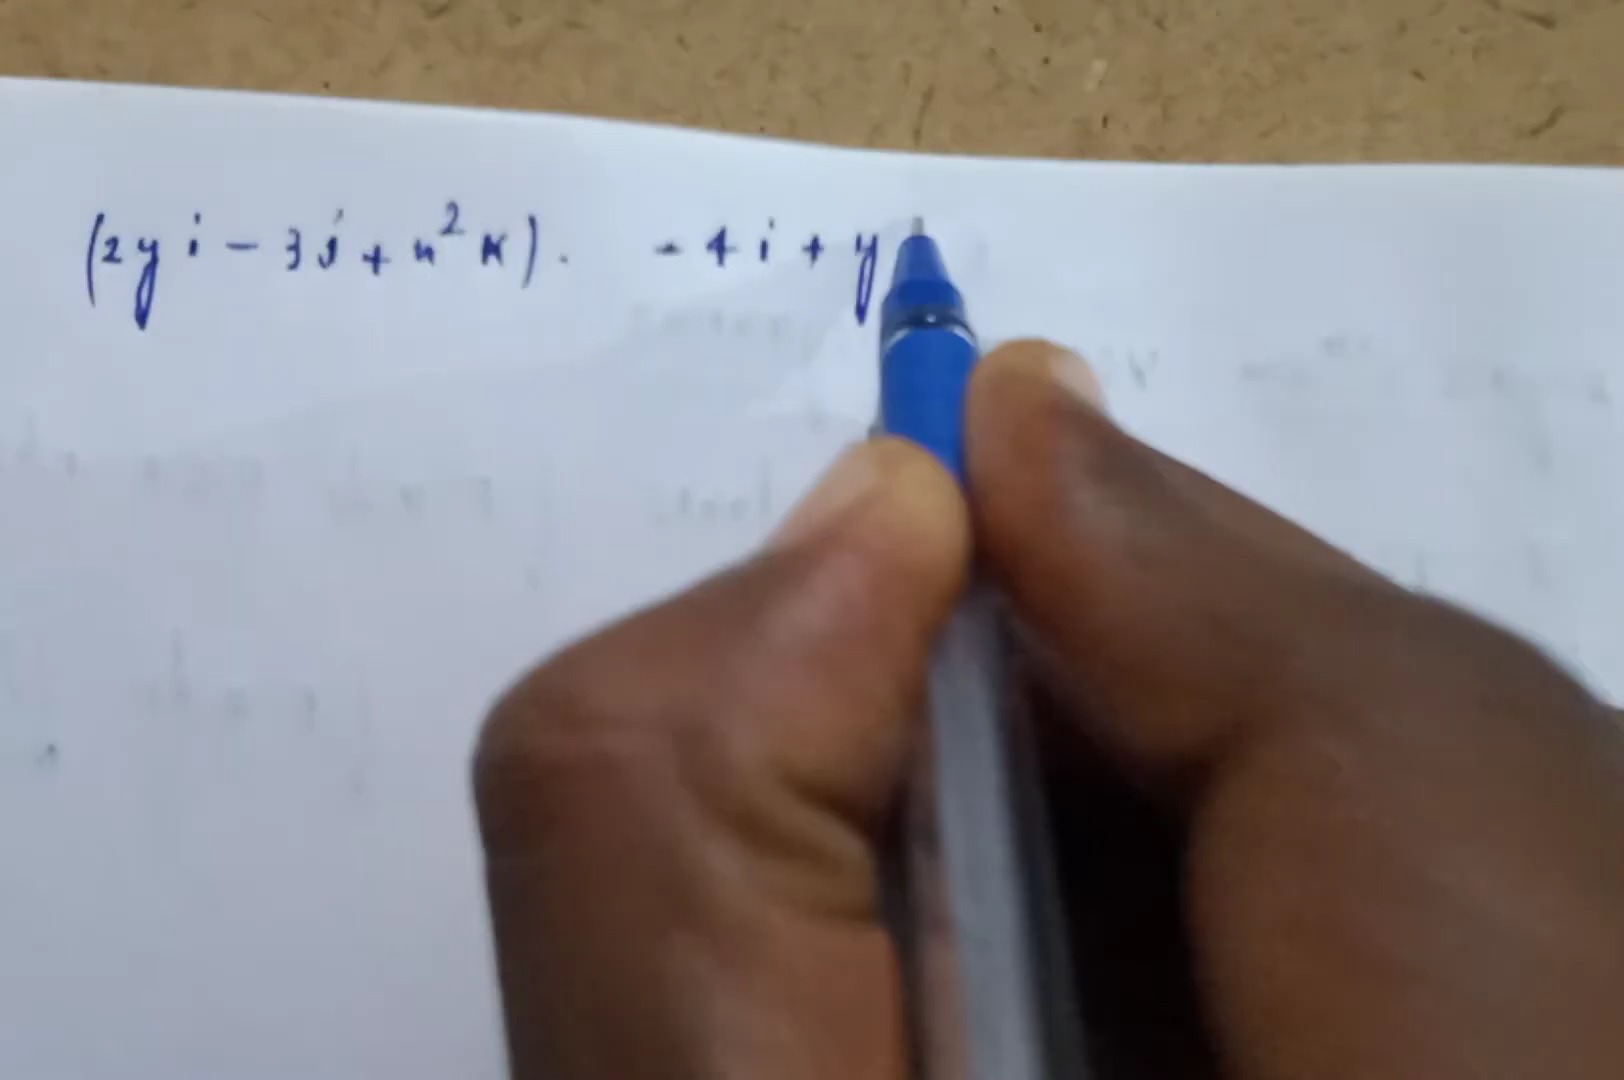 (2yi - 3j + x²k). -4i + y